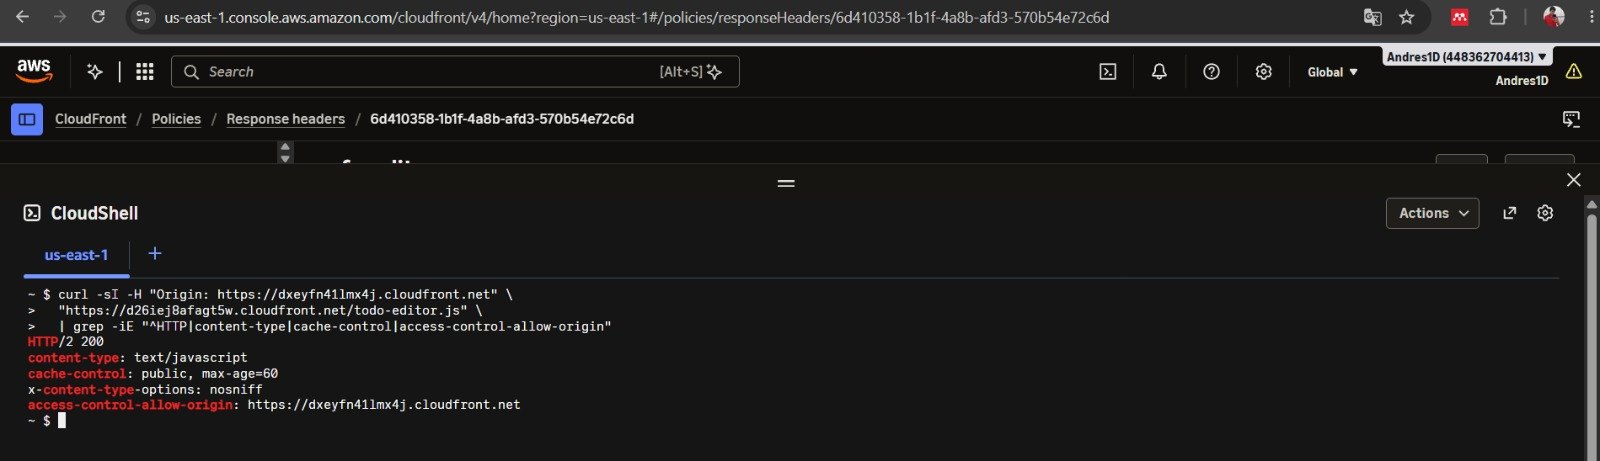 us-east-1.console.aws.amazon.com/cloudfront/v4/home?region=us-east-1#/policies/responseHeaders/6d410358-1b1f-4a8b-afd3-570b54e72c6d
aws
Search [Alt+S]
Global
Andres1D (448362704413)
Andres1D
CloudFront / Policies / Response headers / 6d410358-1b1f-4a8b-afd3-570b54e72c6d
CloudShell
Actions
us-east-1 +
~ $ curl -sI -H "Origin: https://dxeyfn41lmx4j.cloudfront.net" \
> "https://d26iej8afagt5w.cloudfront.net/todo-editor.js" \
> | grep -iE "^HTTP|content-type|cache-control|access-control-allow-origin"
HTTP/2 200
content-type: text/javascript
cache-control: public, max-age=60
x-content-type-options: nosniff
access-control-allow-origin: https://dxeyfn41lmx4j.cloudfront.net
~ $